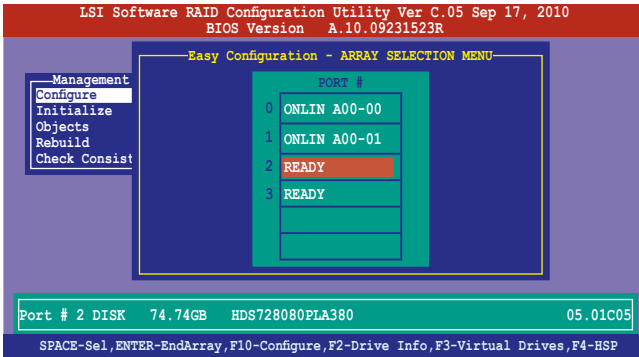 LSI Software RAID Configuration Utility Ver C.05 Sep 17, 2010
BIOS Version A.10.09231523R
Easy Configuration - ARRAY SELECTION MENU
Management
Configure
Initialize
Objects
Rebuild
Check Consist
PORT #
0 ONLIN A00-00
1 ONLIN A00-01
2 READY
3 READY
Port # 2 DISK 74.74GB HDS728080PLA380 05.01C05
SPACE-Sel,ENTER-EndArray,F10-Configure,F2-Drive Info,F3-Virtual Drives,F4-HSP